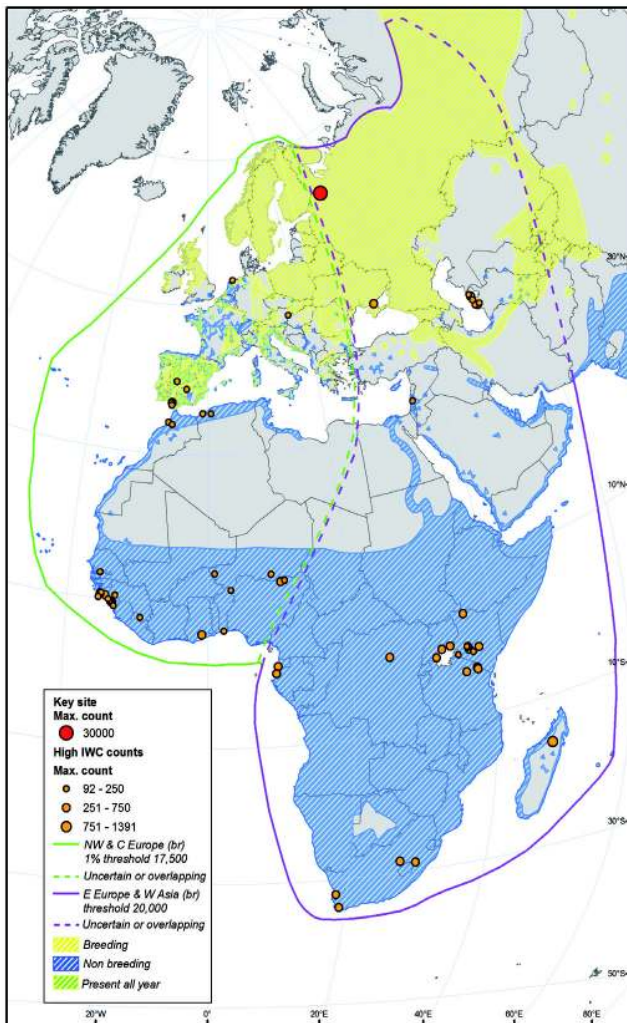 30°N
10°N
10°S
30°S
50°S
Key site
Max. count
30000
High IWC counts
Max. count
92 - 250
251 - 750
751 - 1391
NW & C Europe (br)
1% threshold 17,500
Uncertain or overlapping
E Europe & W Asia (br)
threshold 20,000
Uncertain or overlapping
Breeding
Non breeding
Present all year
20°W
0°
20°E
40°E
60°E
80°E